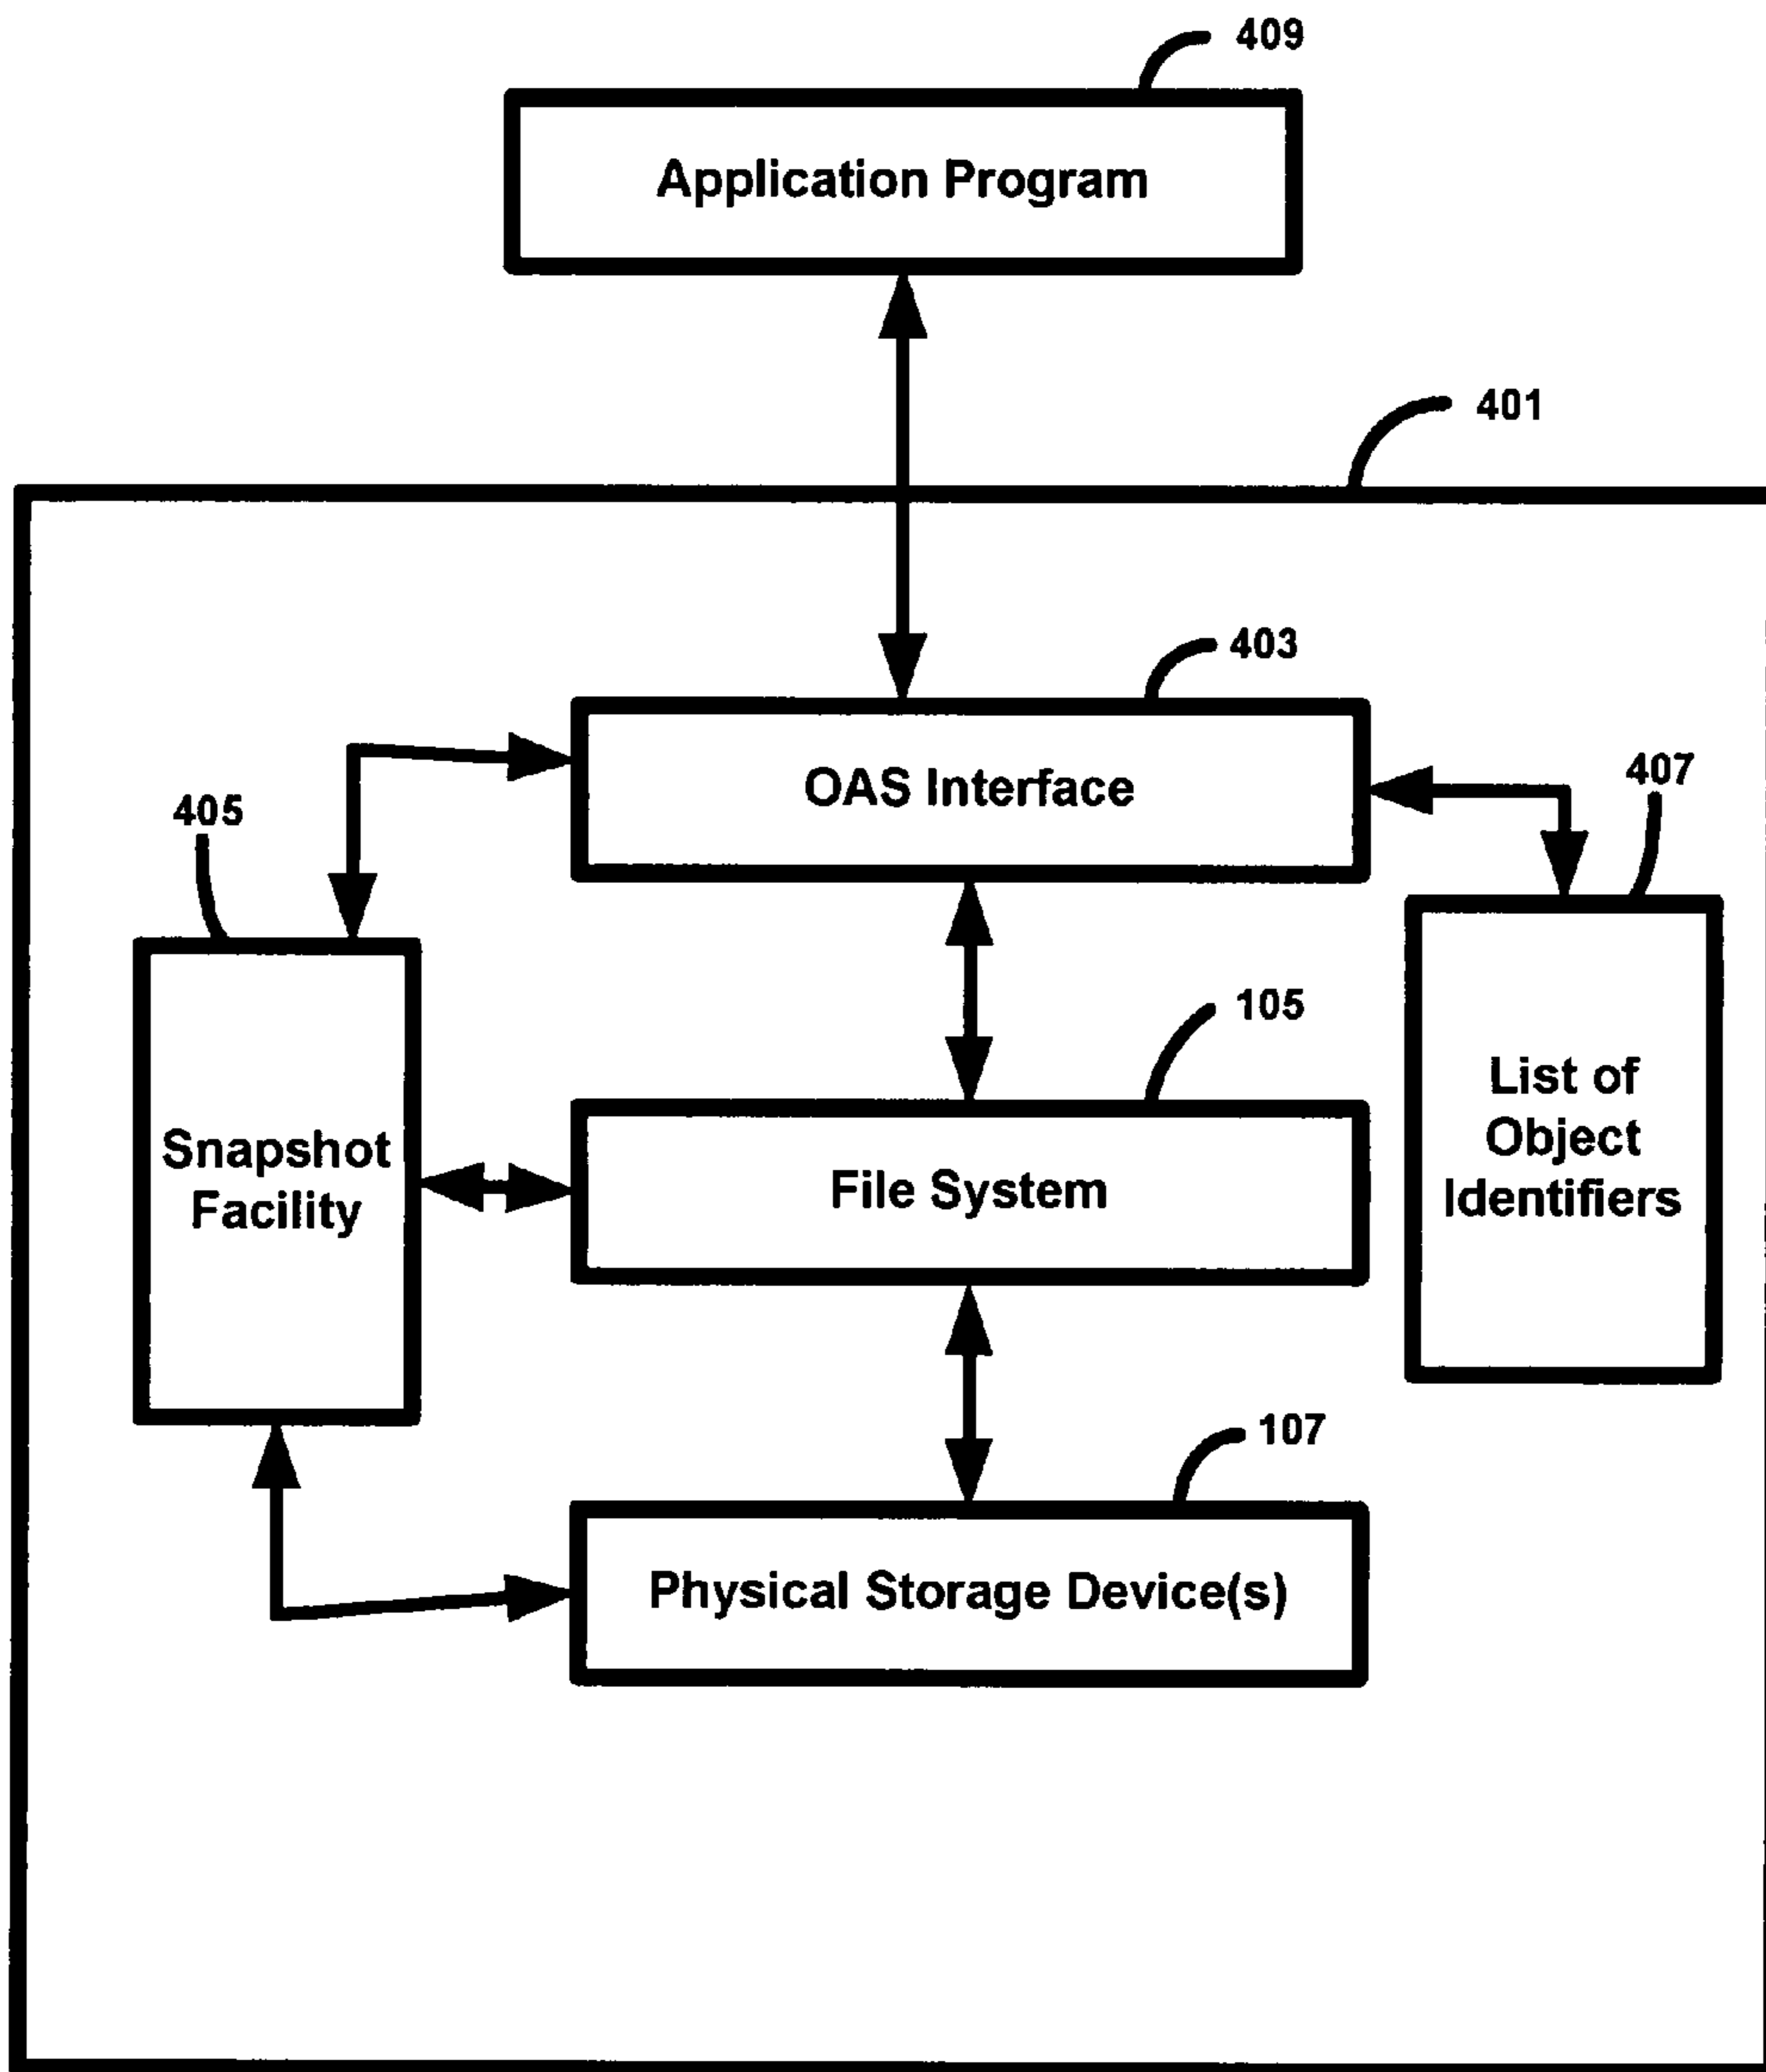 409
Application Program
401
403
OAS Interface
407
405
105
List of
Object
Identifiers
Snapshot
Facility
File System
107
Physical Storage Device(s)